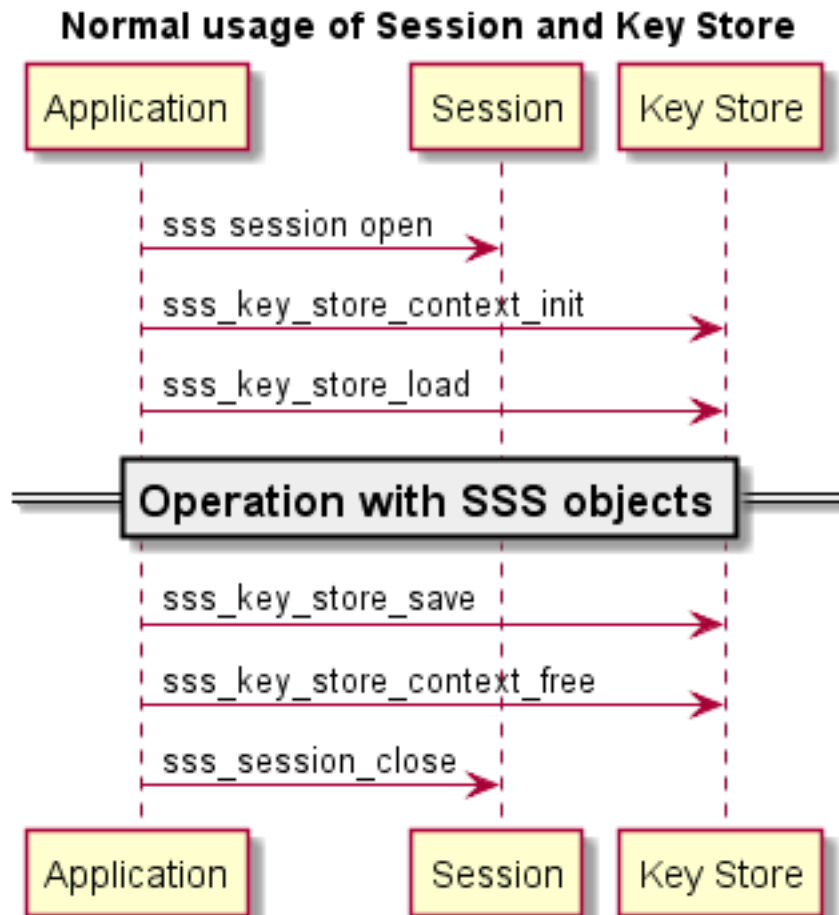 Normal usage of Session and Key Store
Application Session Key Store
sss session open
sss_key_store_context_init
sss_key_store_load
Operation with SSS objects
sss_key_store_save
sss_key_store_context_free
sss_session_close
Application Session Key Store